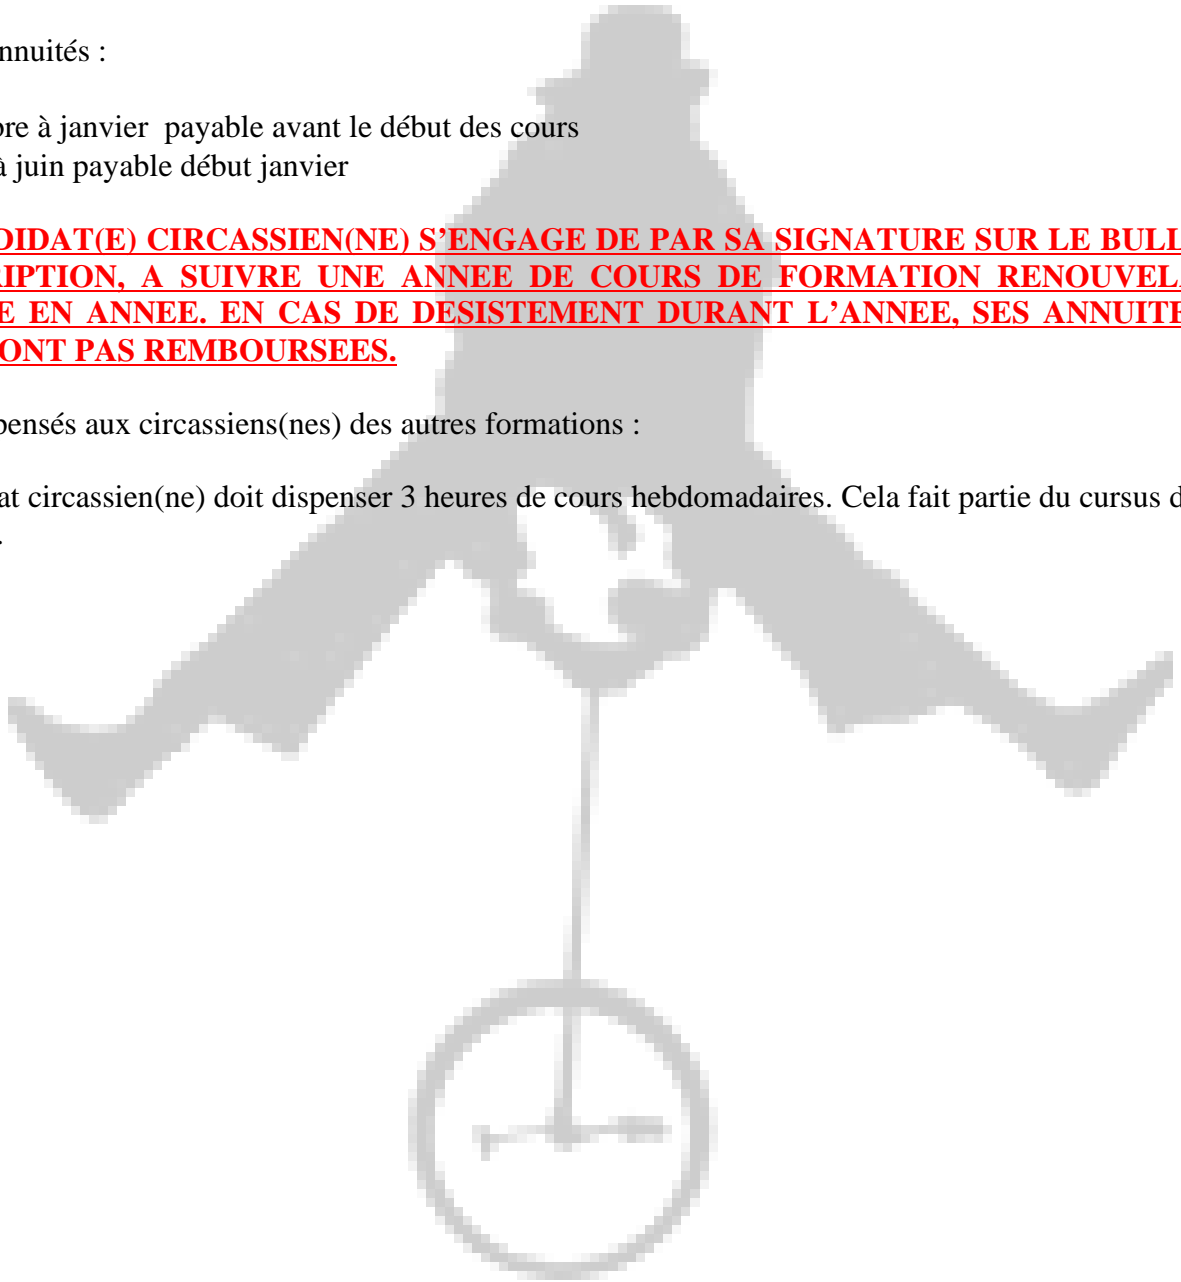 nnuités :
bre à janvier  payable avant le début des cours
à juin payable début janvier
DIDAT(E) CIRCASSIEN(NE) S’ENGAGE DE PAR SA SIGNATURE SUR LE BULL
RIPTION, A SUIVRE UNE ANNEE DE COURS DE FORMATION RENOUVELA
E EN ANNEE. EN CAS DE DESISTEMENT DURANT L’ANNEE, SES ANNUITE
ONT PAS REMBOURSEES.
pensés aux circassiens(nes) des autres formations :
at circassien(ne) doit dispenser 3 heures de cours hebdomadaires. Cela fait partie du cursus d
.